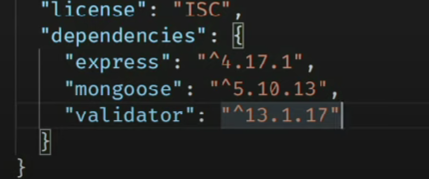 "license": "ISC",
"dependencies": {
"express": "^4.17.1",
"mongoose": "^5.10.13",
"validator": "^13.1.17"
}
}